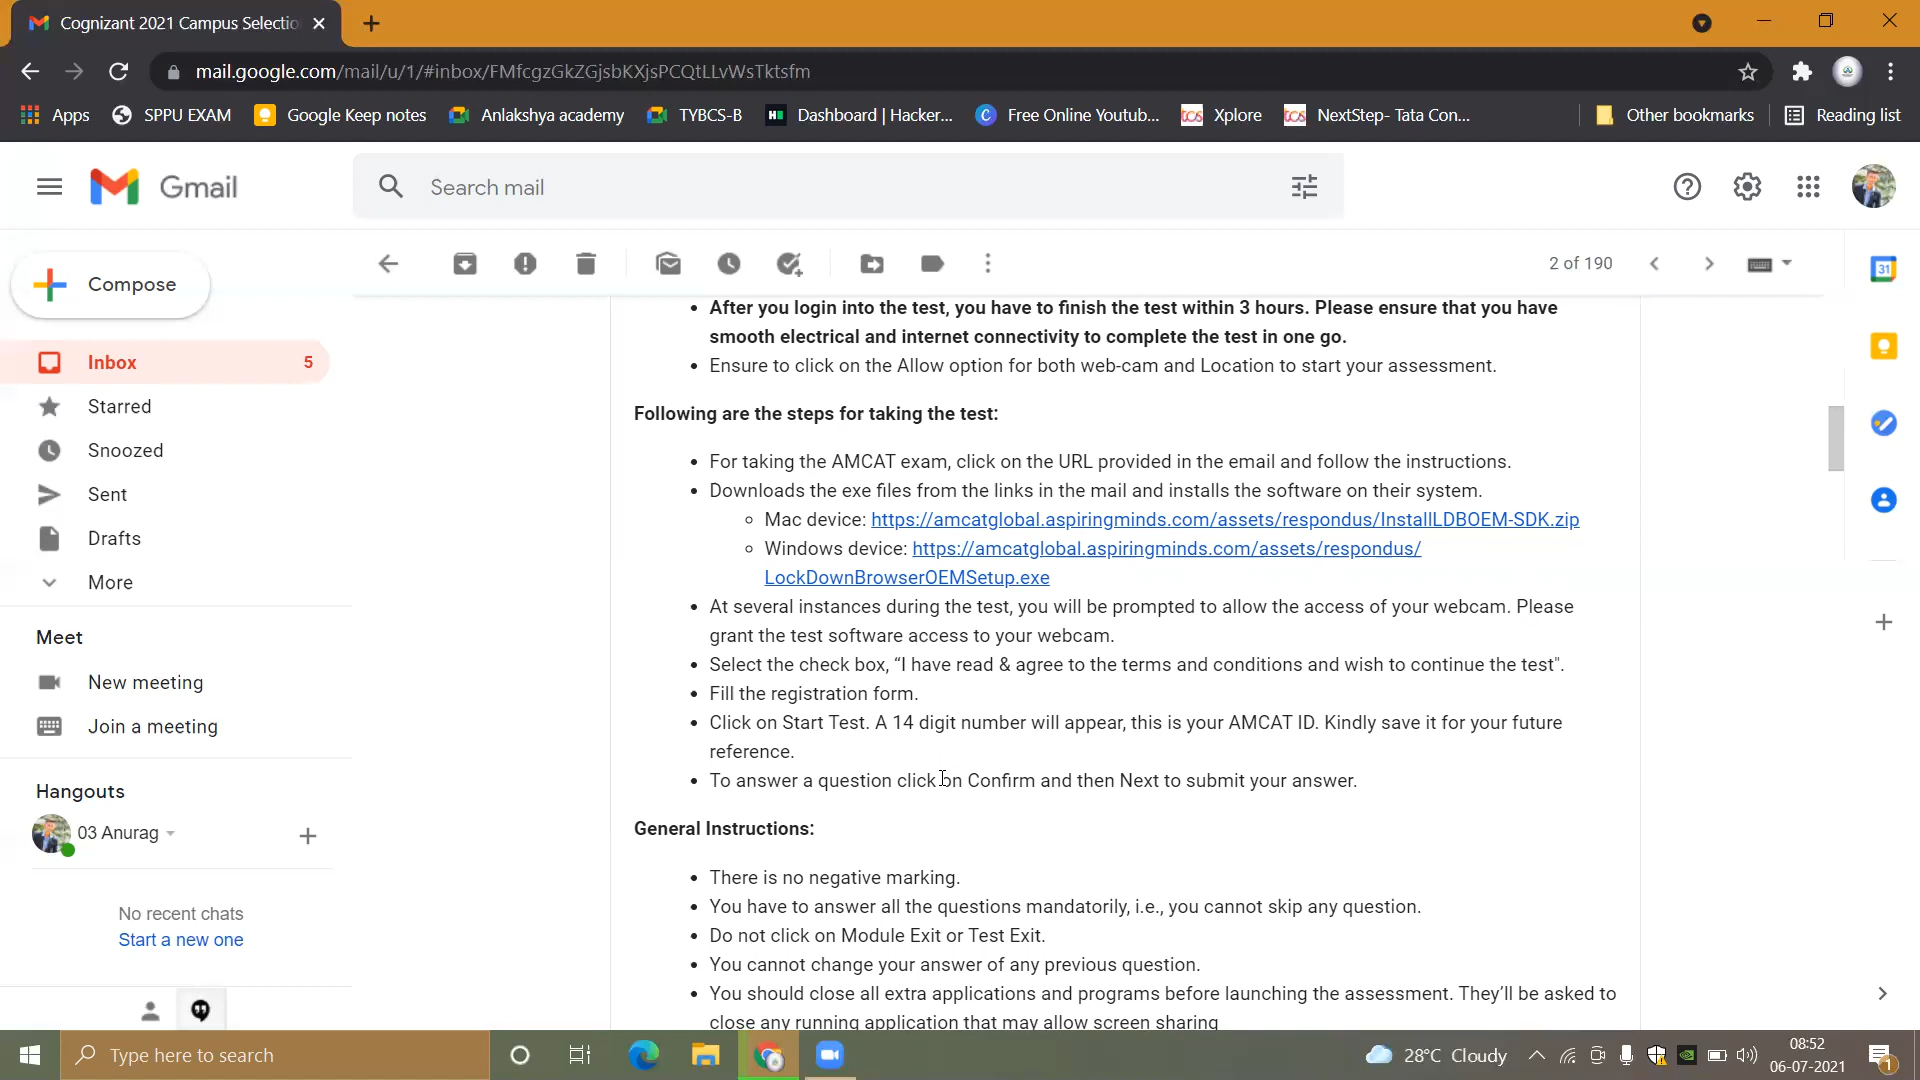 Cognizant 2021 Campus Selectio
mail.google.com/mail/u/1/#inbox/FMfcgzGkZGjsbKXjsPCQtLLvWsTktsfm
Apps SPPU EXAM Google Keep notes Anlakshya academy TYBCS-B Dashboard | Hacker... Free Online Youtub... Xplore NextStep- Tata Con... Other bookmarks Reading list
Gmail Search mail
Compose
2 of 190
Inbox 5
Starred
Snoozed
Sent
Drafts
More
Meet
New meeting
Join a meeting
Hangouts
03 Anurag
No recent chats
Start a new one
After you login into the test, you have to finish the test within 3 hours. Please ensure that you have
smooth electrical and internet connectivity to complete the test in one go.
Ensure to click on the Allow option for both web-cam and Location to start your assessment.
Following are the steps for taking the test:
For taking the AMCAT exam, click on the URL provided in the email and follow the instructions.
Downloads the exe files from the links in the mail and installs the software on their system.
Mac device: https://amcatglobal.aspiringminds.com/assets/respondus/InstallLDBOEM-SDK.zip
Windows device: https://amcatglobal.aspiringminds.com/assets/respondus/
LockDownBrowserOEMSetup.exe
At several instances during the test, you will be prompted to allow the access of your webcam. Please
grant the test software access to your webcam.
Select the check box, “I have read & agree to the terms and conditions and wish to continue the test".
Fill the registration form.
Click on Start Test. A 14 digit number will appear, this is your AMCAT ID. Kindly save it for your future
reference.
To answer a question click on Confirm and then Next to submit your answer.
General Instructions:
There is no negative marking.
You have to answer all the questions mandatorily, i.e., you cannot skip any question.
Do not click on Module Exit or Test Exit.
You cannot change your answer of any previous question.
You should close all extra applications and programs before launching the assessment. They’ll be asked to
close any running application that may allow screen sharing
31
Type here to search
28°C Cloudy
08:52
06-07-2021
1